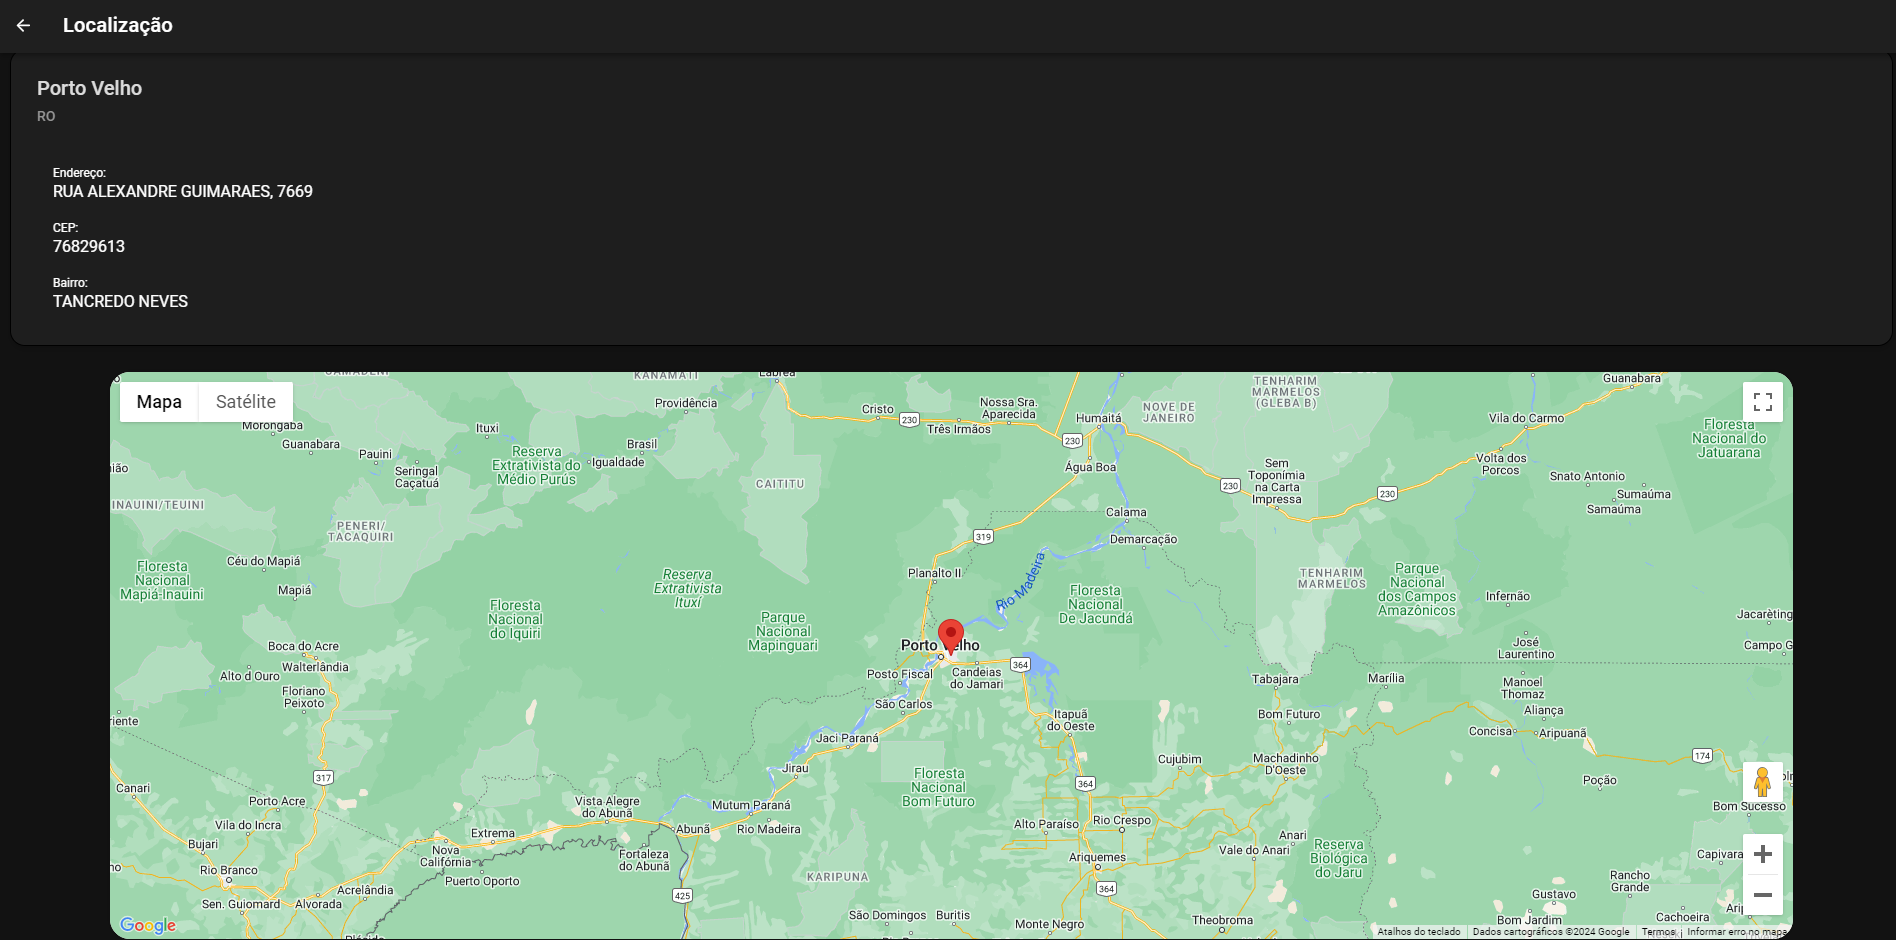 Localização
Porto Velho
RO
Endereço:
RUA ALEXANDRE GUIMARAES, 7669
CEP:
76829613
Bairro:
TANCREDO NEVES
Mapa
Satélite
KANAMATI
Lábrea
TENHARIM
MARMELOS
(GLEBA B)
Guanabara
Morongaba
Guanabara
Pauini
Ituxi
Providência
Brasil
Igualdade
Seringal
Caçatuá
Reserva
Extrativista do
Médio Purús
Cristo
230
Três Irmãos
Nossa Sra.
Aparecida
Humaitá
230
Água Boa
NOVE DE
JANEIRO
Vila do Carmo
Floresta
Nacional do
Jatuarana
Volta dos
Porcos
Snato Antonio
Sumaúma
Samaúma
Sem
Toponímia
na Carta
Impressa
230
230
INAUINI/TEUINI
PENERI/
TACAQUIRI
CAITITU
Calama
Demarcação
319
Planalto II
Rio Madeira
Floresta
Nacional
Mapiá-Inauini
Céu do Mapiá
Mapiá
Floresta
Nacional
do Iquiri
Reserva
Extrativista
Ituxí
Parque
Nacional
Mapinguari
Floresta
Nacional
De Jacundá
TENHARIM
MARMELOS
Parque
Nacional
dos Campos
Amazônicos
Infernão
Jacarèting
Campo G
José
Laurentino
Boca do Acre
Walterlândia
Alto d Ouro
Floriano
Peixoto
Porto Velho
364
Posto Fiscal
Candeias
do Jamari
São Carlos
Jaci Paraná
Itapuã
do Oeste
Tabajara
Marília
Manoel
Thomaz
Aliança
Bom Futuro
Concisa
Aripuanã
riente
Jirau
Floresta
Nacional
Bom Futuro
364
Cujubim
Machadinho
D'Oeste
174
Poção
Bom Sucesso
317
Canari
Porto Acre
Vila do Incra
Bujari
Rio Branco
Sen. Guiomard
Alvorada
Acrelândia
Nova
Califórnia
Extrema
Puerto Oporto
Vista Alegre
do Abunã
Abunã
Mutum Paraná
Rio Madeira
Fortaleza
do Abunã
425
KARIPUNA
Alto Paraíso
Rio Crespo
Ariquemes
364
Anari
Vale do Anari
Reserva
Biológica
do Jaru
Capivara
Rancho
Grande
Gustavo
Bom Jardim
Cachoeira
São Domingos
Buritis
Monte Negro
Theobroma
Google
Atalhos do teclado
Dados cartográficos ©2024 Google
Termos
Informar erro no mapa